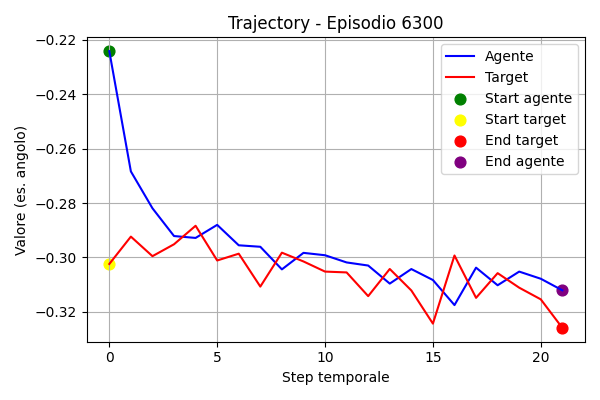 Trajectory - Episodio 6300
Valore (es. angolo)
−0.22
−0.24
−0.26
−0.28
−0.30
−0.32
Agente
Target
Start agente
Start target
End target
End agente
0 5 10 15 20
Step temporale